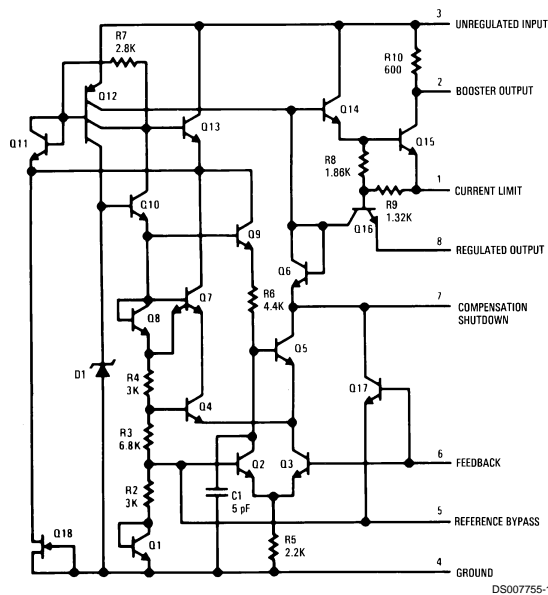 3 UNREGULATED INPUT
R7
2.8K
R10
600
Q12
2 BOOSTER OUTPUT
Q14
Q13
Q11
Q15
R8
1.86K
1 CURRENT LIMIT
R9
1.32K
Q10
Q9
Q16
8 REGULATED OUTPUT
Q6
R6
4.4K
Q7
7 COMPENSATION
SHUTDOWN
Q8
Q5
D1
R4
3K
Q17
Q4
R3
6.8K
6 FEEDBACK
Q2
Q3
R2
3K
C1
5 pF
5 REFERENCE BYPASS
Q18
Q1
R5
2.2K
4 GROUND
DS007755-1